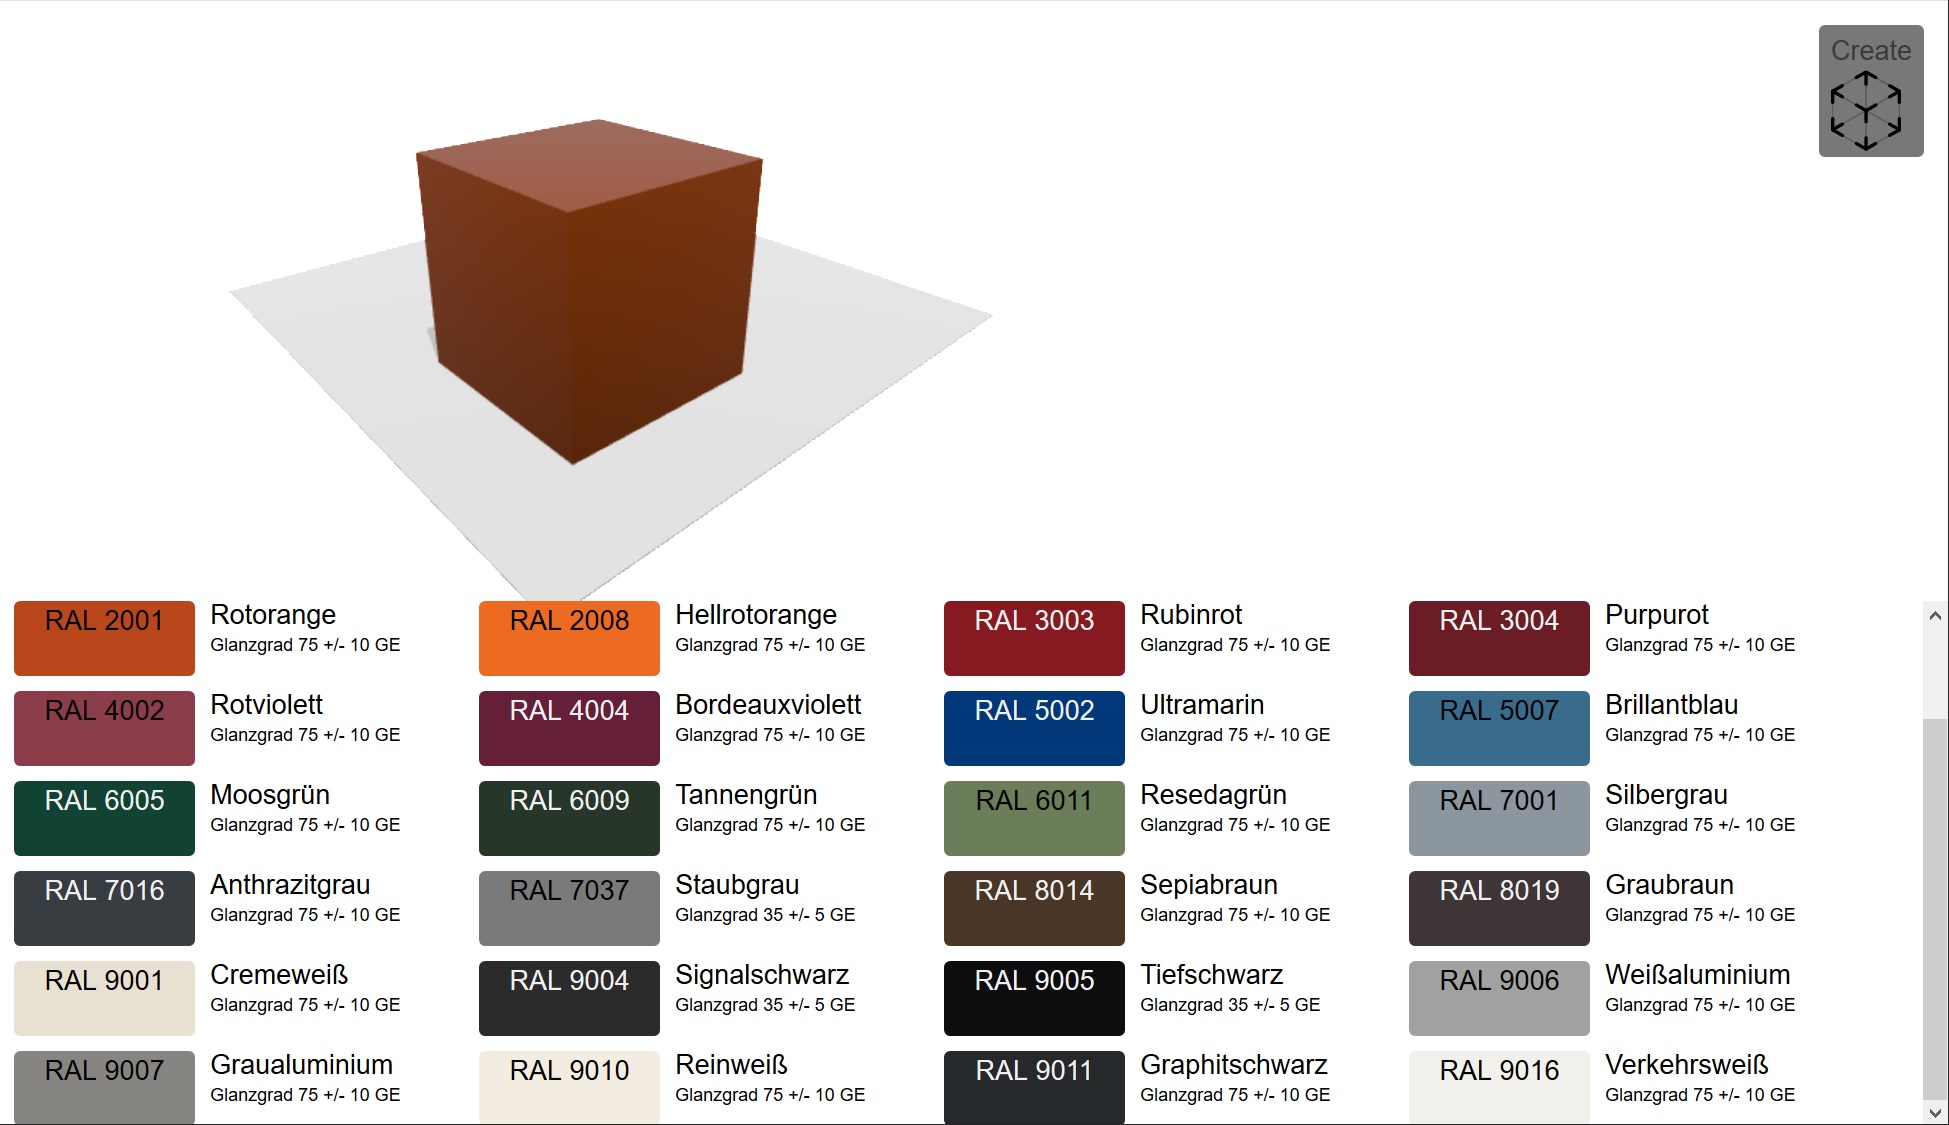 Create
RAL 2001
Rotorange
Glanzgrad 75 +/- 10 GE
RAL 2008
Hellrotorange
Glanzgrad 75 +/- 10 GE
RAL 3003
Rubinrot
Glanzgrad 75 +/- 10 GE
RAL 3004
Purpurot
Glanzgrad 75 +/- 10 GE
RAL 4002
Rotviolett
Glanzgrad 75 +/- 10 GE
RAL 4004
Bordeauxviolett
Glanzgrad 75 +/- 10 GE
RAL 5002
Ultramarin
Glanzgrad 75 +/- 10 GE
RAL 5007
Brillantblau
Glanzgrad 75 +/- 10 GE
RAL 6005
Moosgrün
Glanzgrad 75 +/- 10 GE
RAL 6009
Tannengrün
Glanzgrad 75 +/- 10 GE
RAL 6011
Resedagrün
Glanzgrad 75 +/- 10 GE
RAL 7001
Silbergrau
Glanzgrad 75 +/- 10 GE
RAL 7016
Anthrazitgrau
Glanzgrad 75 +/- 10 GE
RAL 7037
Staubgrau
Glanzgrad 35 +/- 5 GE
RAL 8014
Sepiabraun
Glanzgrad 75 +/- 10 GE
RAL 8019
Graubraun
Glanzgrad 75 +/- 10 GE
RAL 9001
Cremeweiß
Glanzgrad 75 +/- 10 GE
RAL 9004
Signalschwarz
Glanzgrad 35 +/- 5 GE
RAL 9005
Tiefschwarz
Glanzgrad 35 +/- 5 GE
RAL 9006
Weißaluminium
Glanzgrad 75 +/- 10 GE
RAL 9007
Graualuminium
Glanzgrad 75 +/- 10 GE
RAL 9010
Reinweiß
Glanzgrad 75 +/- 10 GE
RAL 9011
Graphitschwarz
Glanzgrad 75 +/- 10 GE
RAL 9016
Verkehrsweiß
Glanzgrad 75 +/- 10 GE